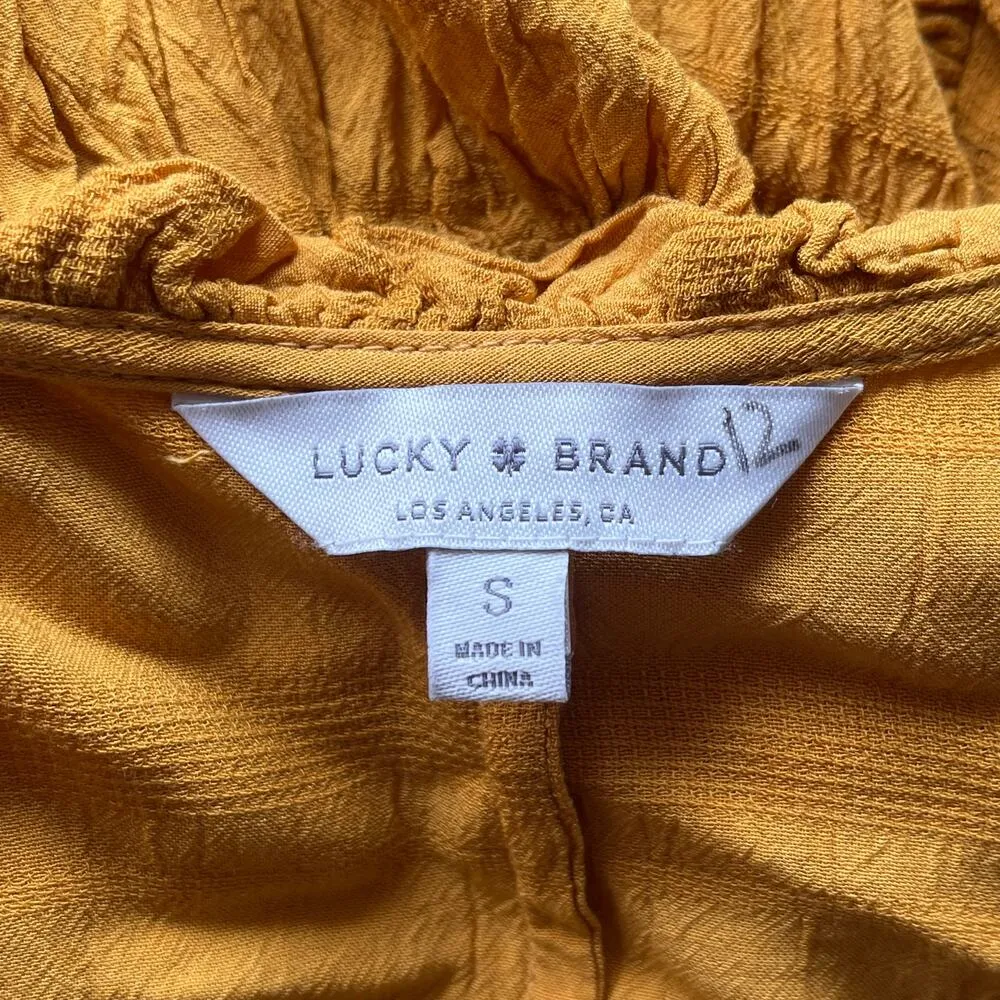 LUCKY BRAND 12
LOS ANGELES, CA
S
MADE IN
CHINA